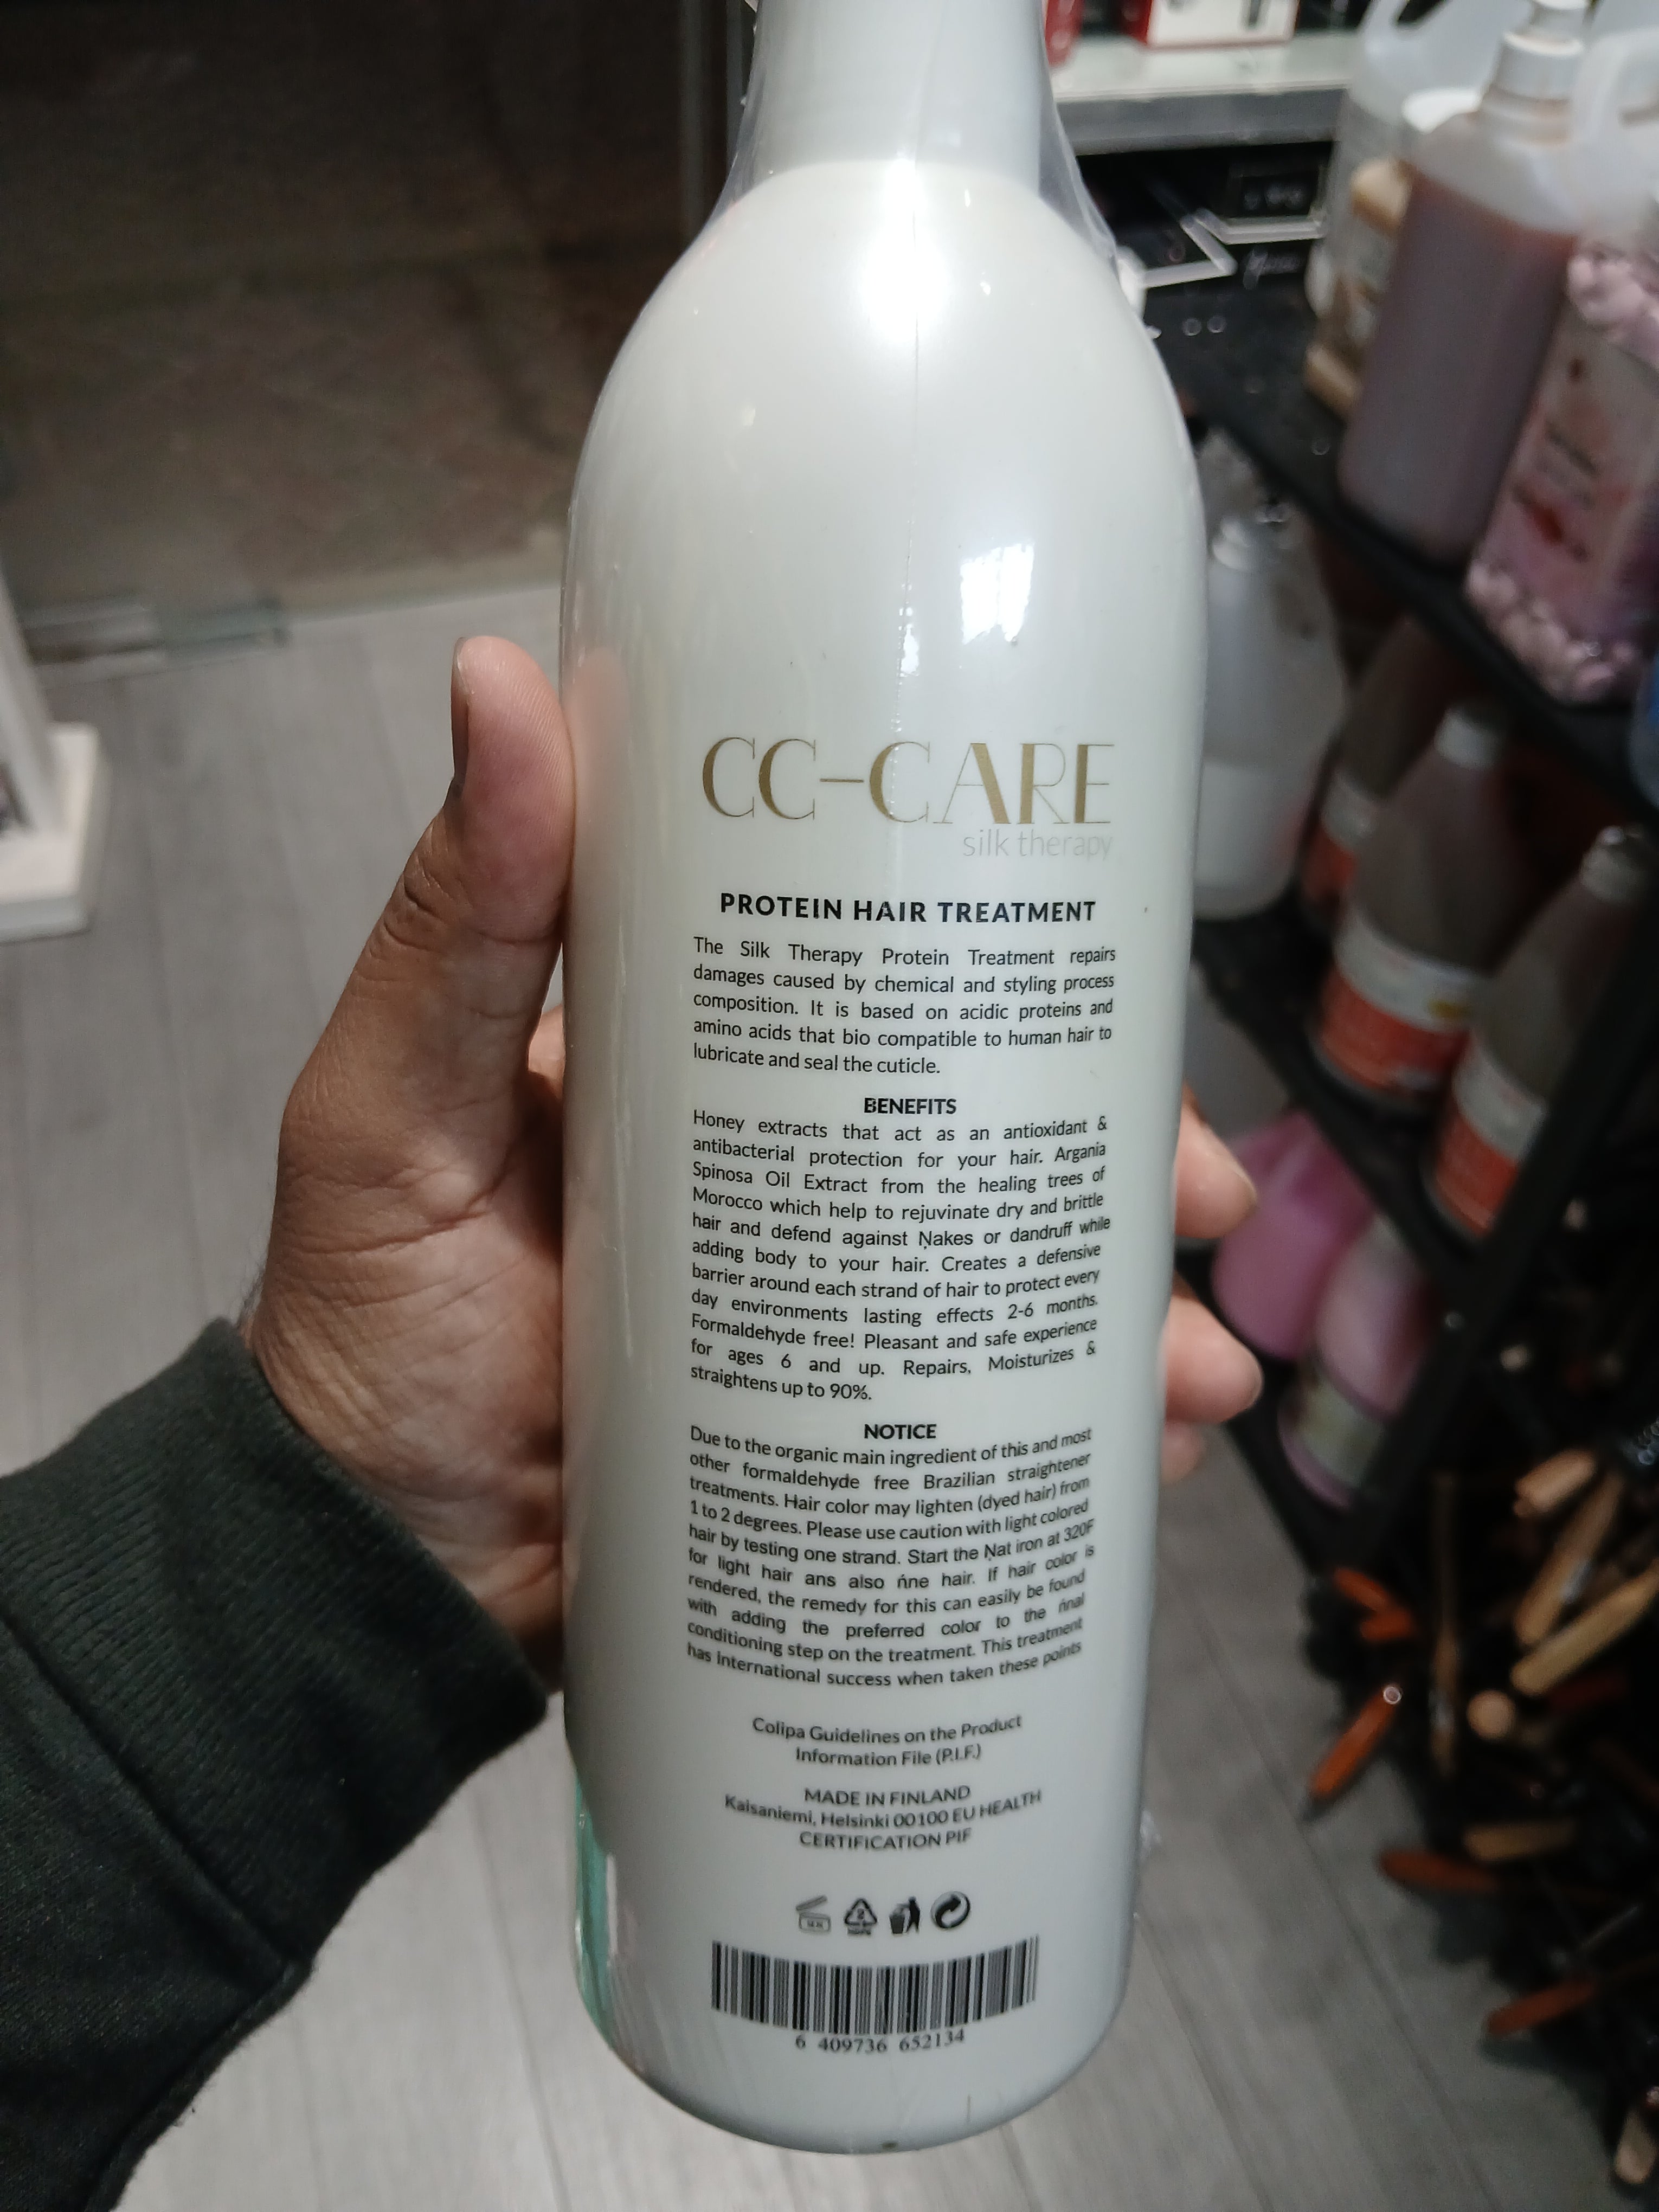 CC-CARE
silk therapy
PROTEIN HAIR TREATMENT
The Silk Therapy Protein Treatment repairs
damages caused by chemical and styling process
composition. It is based on acidic proteins and
amino acids that bio compatible to human hair to
lubricate and seal the cuticle.
BENEFITS
Honey extracts that act as an antioxidant &
antibacterial protection for your hair. Argania
Spinosa Oil Extract from the healing trees of
Morocco which help to rejuvinate dry and brittle
hair and defend against Ņakes or dandruff while
adding body to your hair. Creates a defensive
barrier around each strand of hair to protect every
day environments lasting effects 2-6 months.
Formaldehyde free! Pleasant and safe experience
for ages 6 and up. Repairs, Moisturizes &
straightens up to 90%.
NOTICE
Due to the organic main ingredient of this and most
other formaldehyde free Brazilian straightener
treatments. Hair color may lighten (dyed hair) from
1 to 2 degrees. Please use caution with light colored
hair by testing one strand. Start the Ņat iron at 320F
for light hair ans also ńne hair. If hair color is
rendered, the remedy for this can easily be found
with adding the preferred color to the ńnal
conditioning step on the treatment. This treatment
has international success when taken these points
Colipa Guidelines on the Product
Information File (P.I.F.)
MADE IN FINLAND
Kaisaniemi, Helsinki 00100 EU HEALTH
CERTIFICATION PIF
2
6 409736 652134